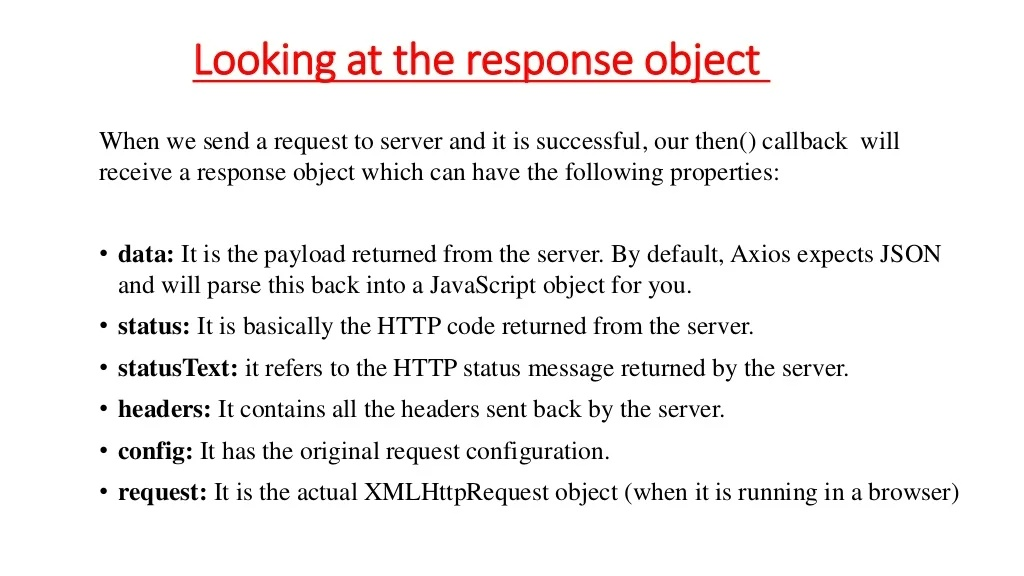 Looking at the response object
When we send a request to server and it is successful, our then() callback  will
receive a response object which can have the following properties:
• data: It is the payload returned from the server. By default, Axios expects JSON
and will parse this back into a JavaScript object for you.
• status: It is basically the HTTP code returned from the server.
• statusText: it refers to the HTTP status message returned by the server.
• headers: It contains all the headers sent back by the server.
• config: It has the original request configuration.
• request: It is the actual XMLHttpRequest object (when it is running in a browser)